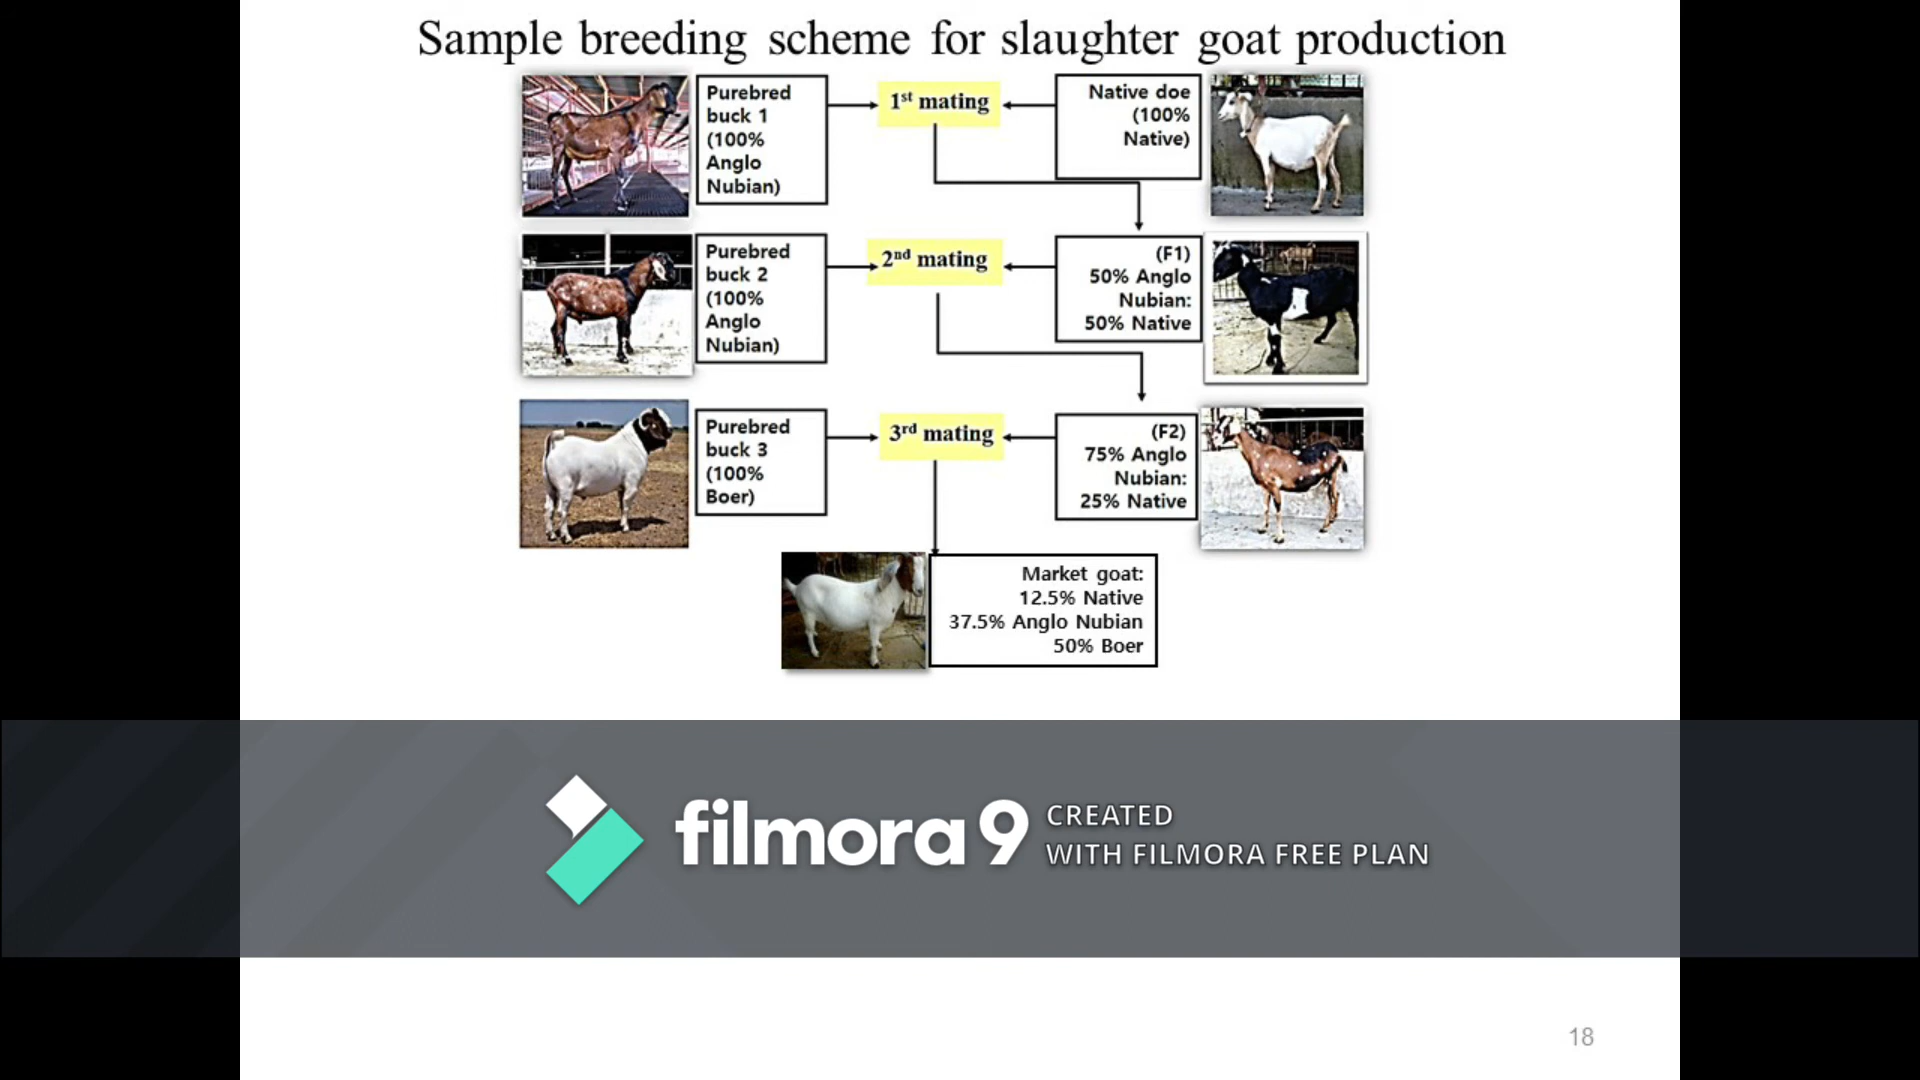 Sample breeding scheme for slaughter goat production
Purebred
buck 1
(100%
Anglo
Nubian)
1st mating
Native doe
(100%
Native)
Purebred
buck 2
(100%
Anglo
Nubian)
2nd mating
(F1)
50% Anglo
Nubian:
50% Native
Purebred
buck 3
(100%
Boer)
3rd mating
(F2)
75% Anglo
Nubian:
25% Native
Market goat:
12.5% Native
37.5% Anglo Nubian
50% Boer
filmora 9
CREATED
WITH FILMORA FREE PLAN
18